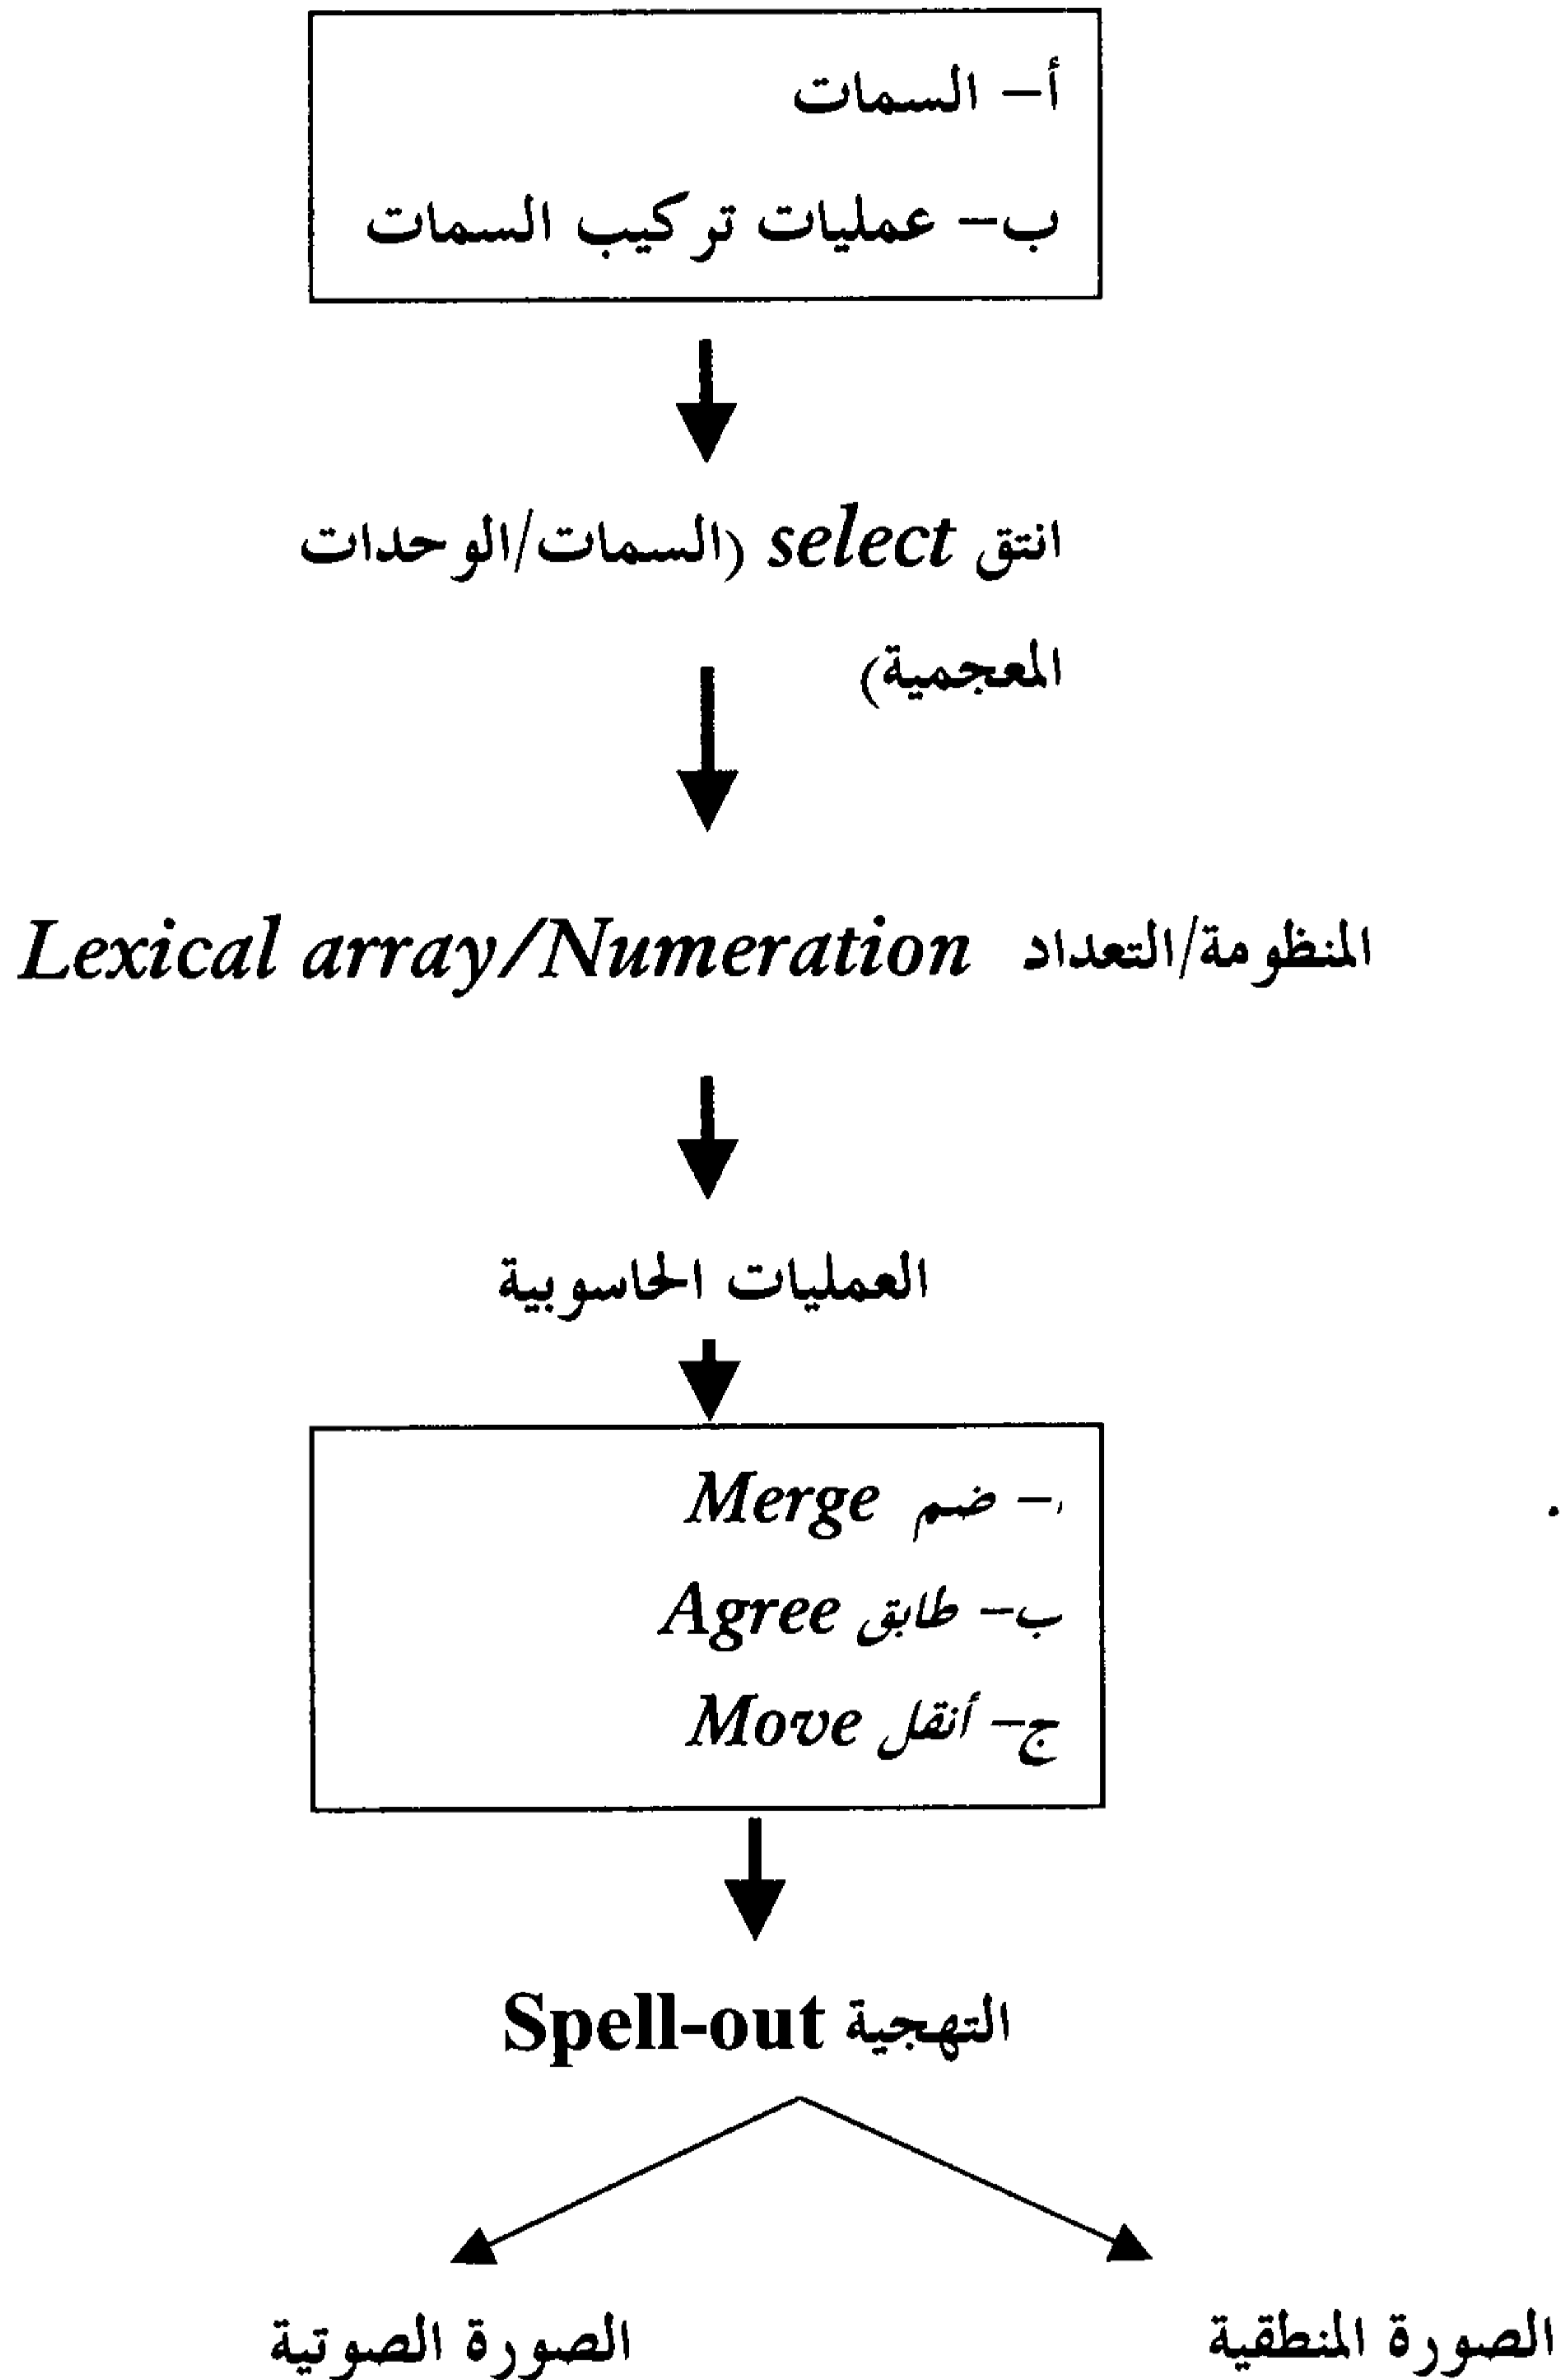 أ– السمات
ب– عمليات تركيب السمات
انتق select (السمات/الوحدات
المعجمية)
المنظومة/التعداد Lexical array/Numeration
العمليات الحاسوبية
– ضم Merge
ب– طابق Agree
ج– أنقل Move
التهجية Spell-out
الصورة المنطقية
الصورة الصوتية